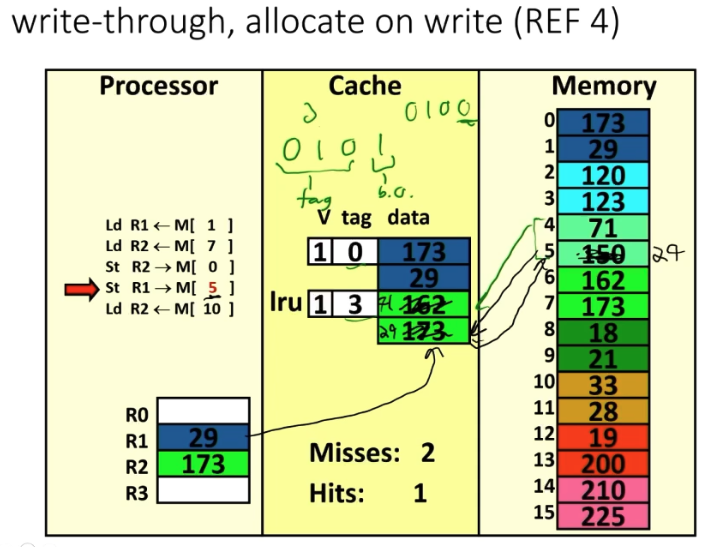 write-through, allocate on write (REF 4)
Processor
Cache
Memory
0100
0101
tag
b.o.
V tag data
1 0 173
29
lru 1 3 71 162
29 173
Ld R1 ← M[ 1 ]
Ld R2 ← M[ 7 ]
St R2 → M[ 0 ]
St R1 → M[ 5 ]
Ld R2 ← M[ 10 ]
R0
R1 29
R2 173
R3
Misses: 2
Hits: 1
0 173
1 29
2 120
3 123
4 71
5 150 29
6 162
7 173
8 18
9 21
10 33
11 28
12 19
13 200
14 210
15 225